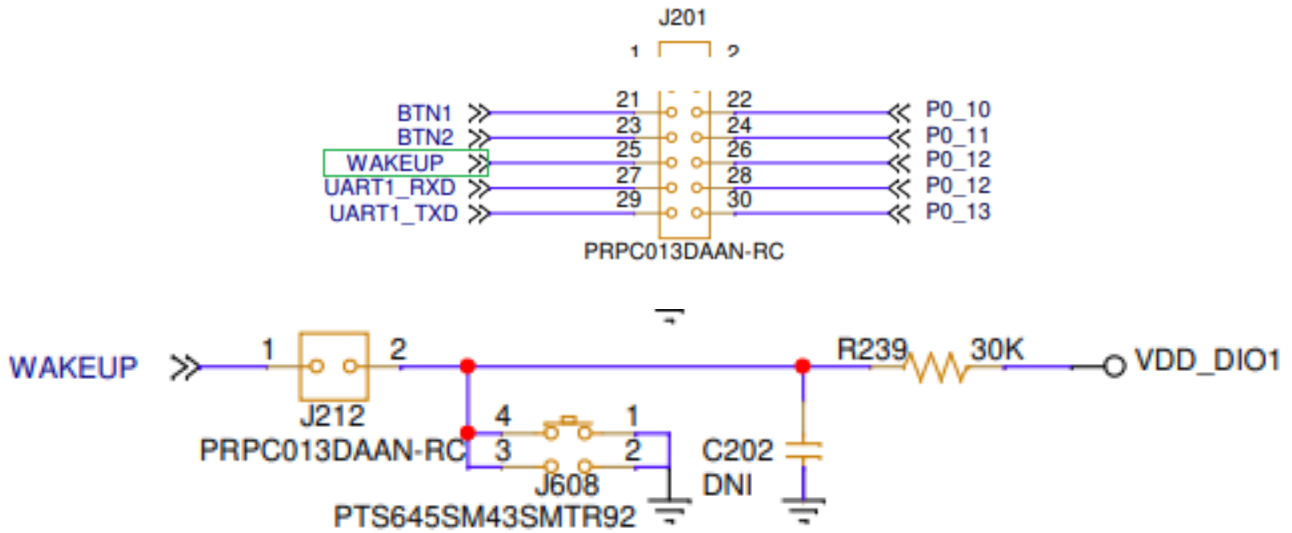 J201
1 2
BTN1 21 22 P0_10
BTN2 23 24 P0_11
WAKEUP 25 26 P0_12
UART1_RXD 27 28 P0_12
UART1_TXD 29 30 P0_13
PRPC013DAAN-RC
WAKEUP 1 2 R239 30K VDD_DIO1
J212
4 1
PRPC013DAAN-RC 3 2 C202
J608 DNI
PTS645SM43SMTR92